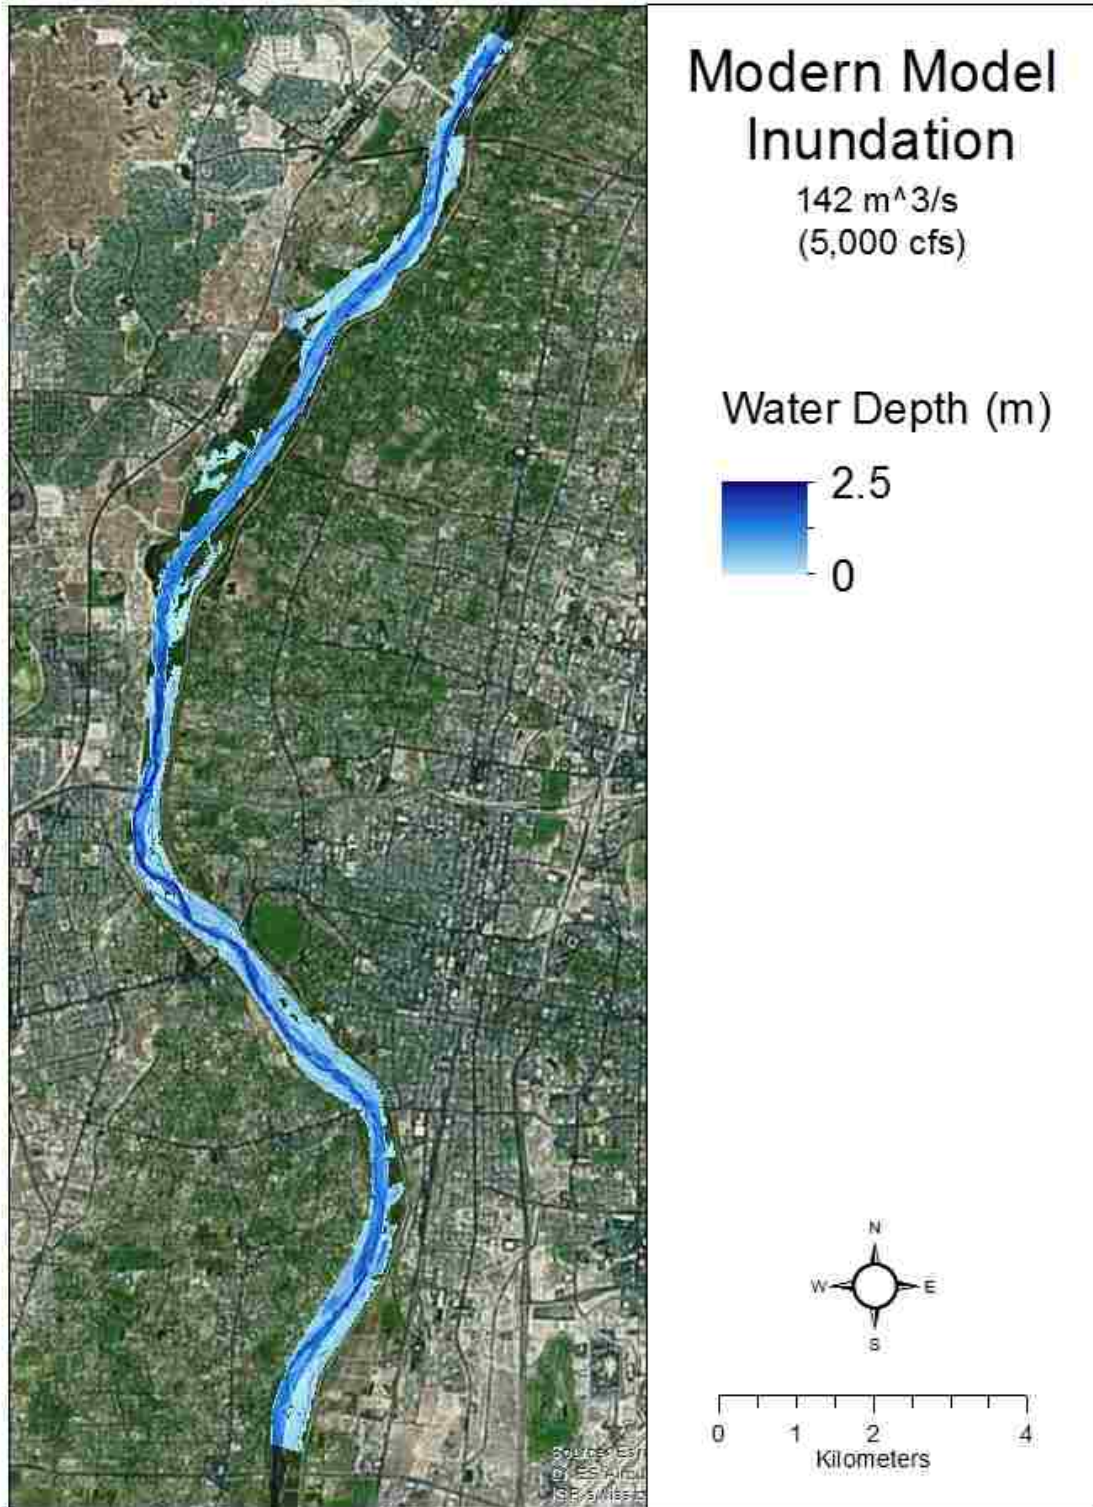 Modern Model
Inundation
142 m^3/s
(5,000 cfs)
Water Depth (m)
2.5
0
N
W E
S
0 1 2 4
Kilometers